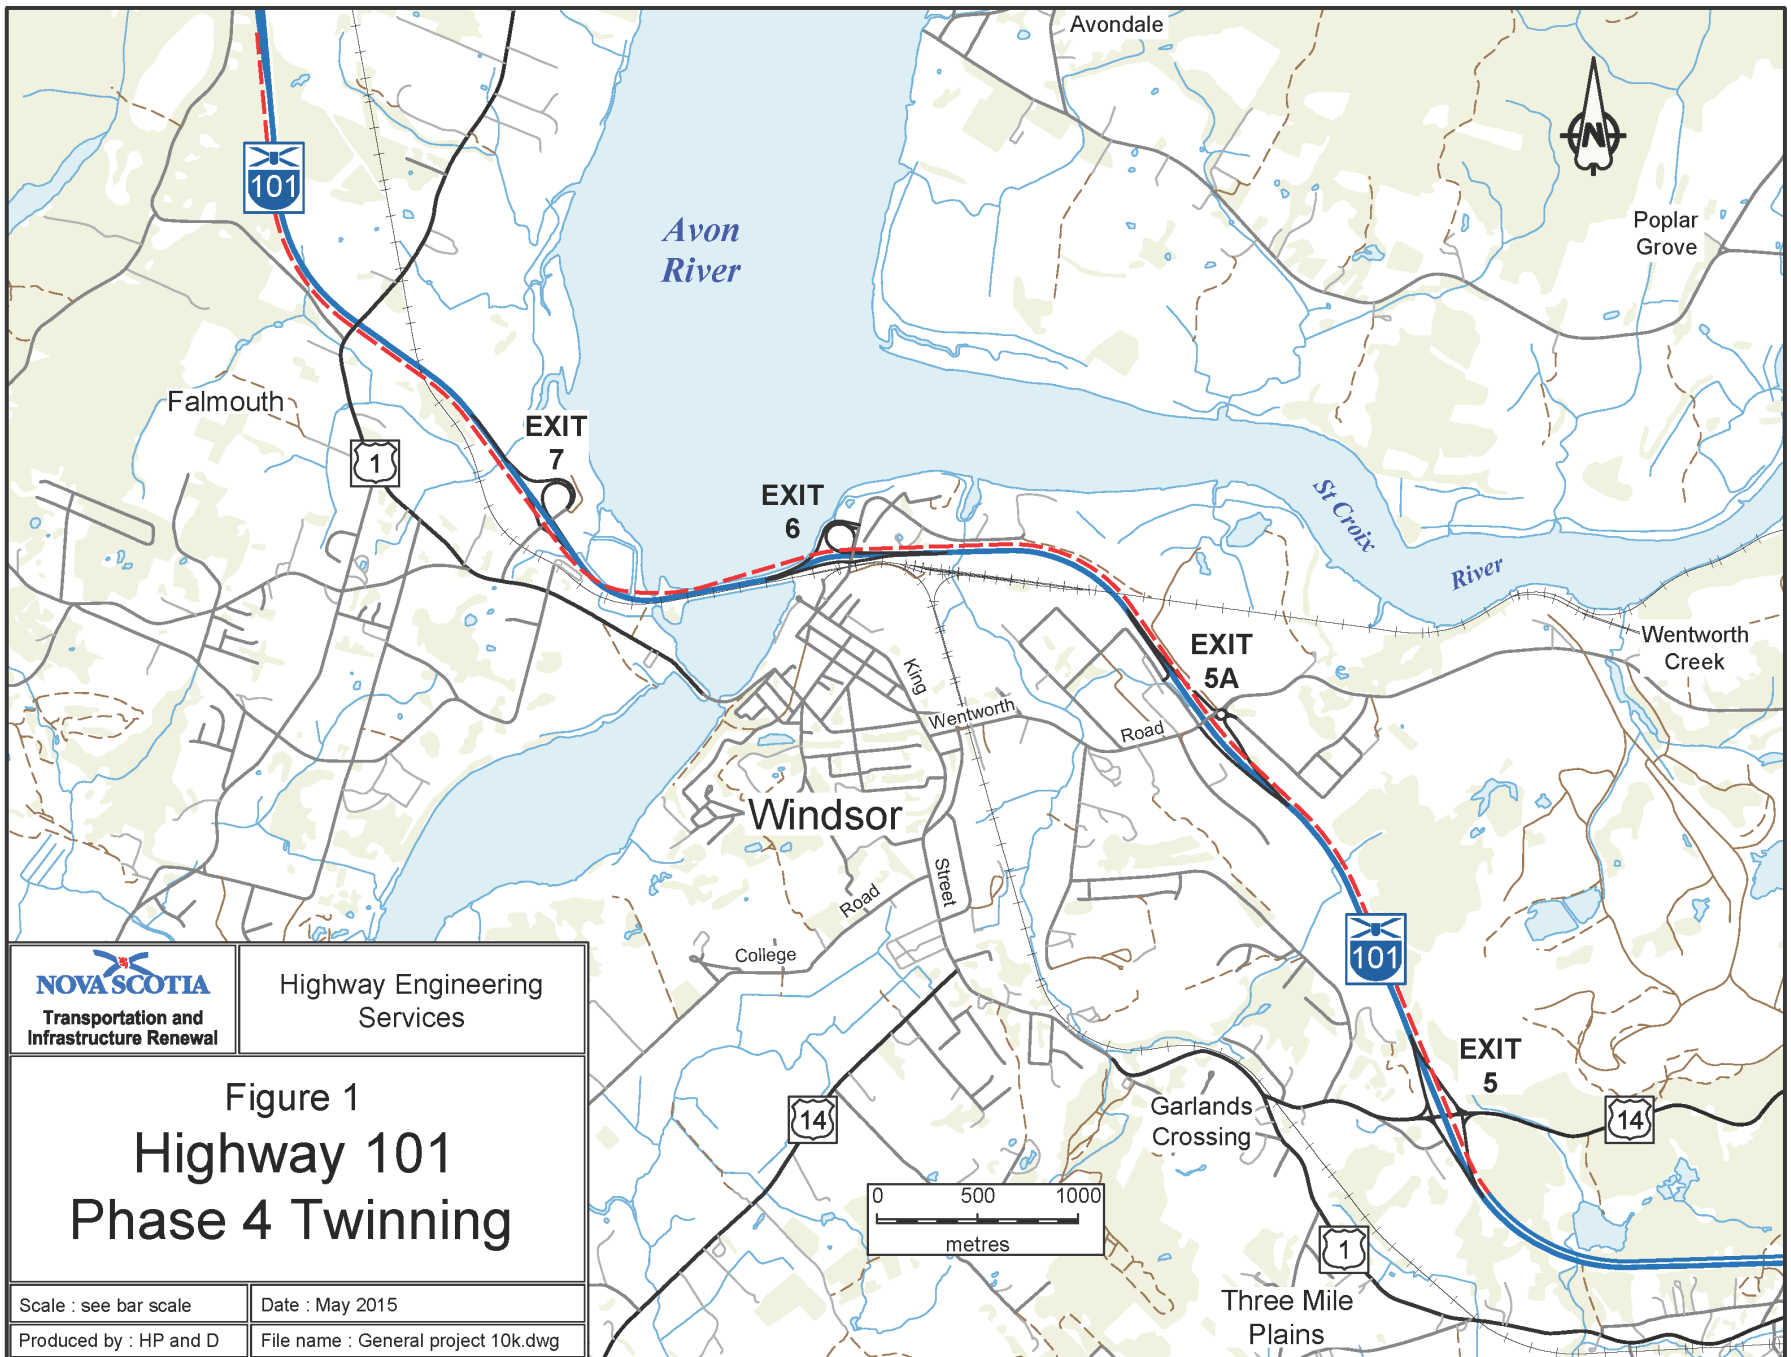 Avondale
N
101
Avon
River
Poplar
Grove
Falmouth
EXIT
7
1
EXIT
6
St Croix
River
EXIT
5A
Wentworth
Creek
King
Wentworth
Road
Windsor
Street
Road
College
101
EXIT
5
14
14
Garlands
Crossing
0 500 1000
metres
1
Three Mile
Plains
NOVA SCOTIA
Transportation and
Infrastructure Renewal
Highway Engineering
Services
Figure 1
Highway 101
Phase 4 Twinning
Scale : see bar scale
Date : May 2015
Produced by : HP and D
File name : General project 10k.dwg